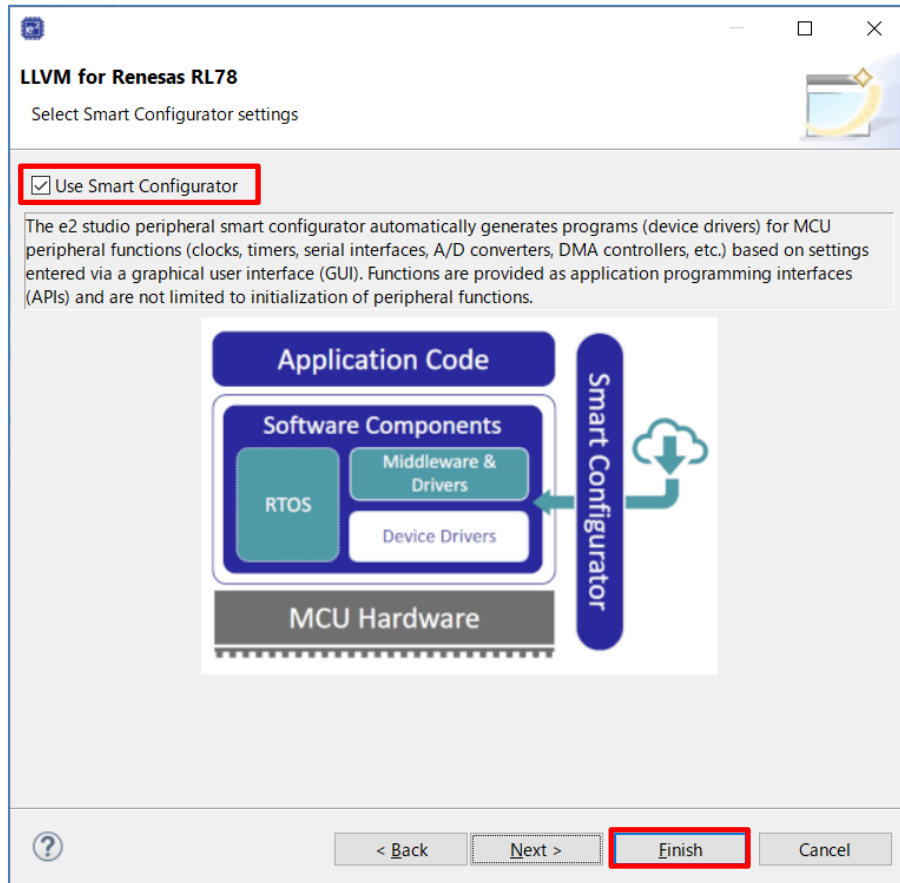 e²
LLVM for Renesas RL78
Select Smart Configurator settings
Use Smart Configurator
The e2 studio peripheral smart configurator automatically generates programs (device drivers) for MCU
peripheral functions (clocks, timers, serial interfaces, A/D converters, DMA controllers, etc.) based on settings
entered via a graphical user interface (GUI). Functions are provided as application programming interfaces
(APIs) and are not limited to initialization of peripheral functions.
Application Code
Software Components
RTOS
Middleware &
Drivers
Device Drivers
MCU Hardware
Smart Configurator
?
< Back
Next >
Finish
Cancel